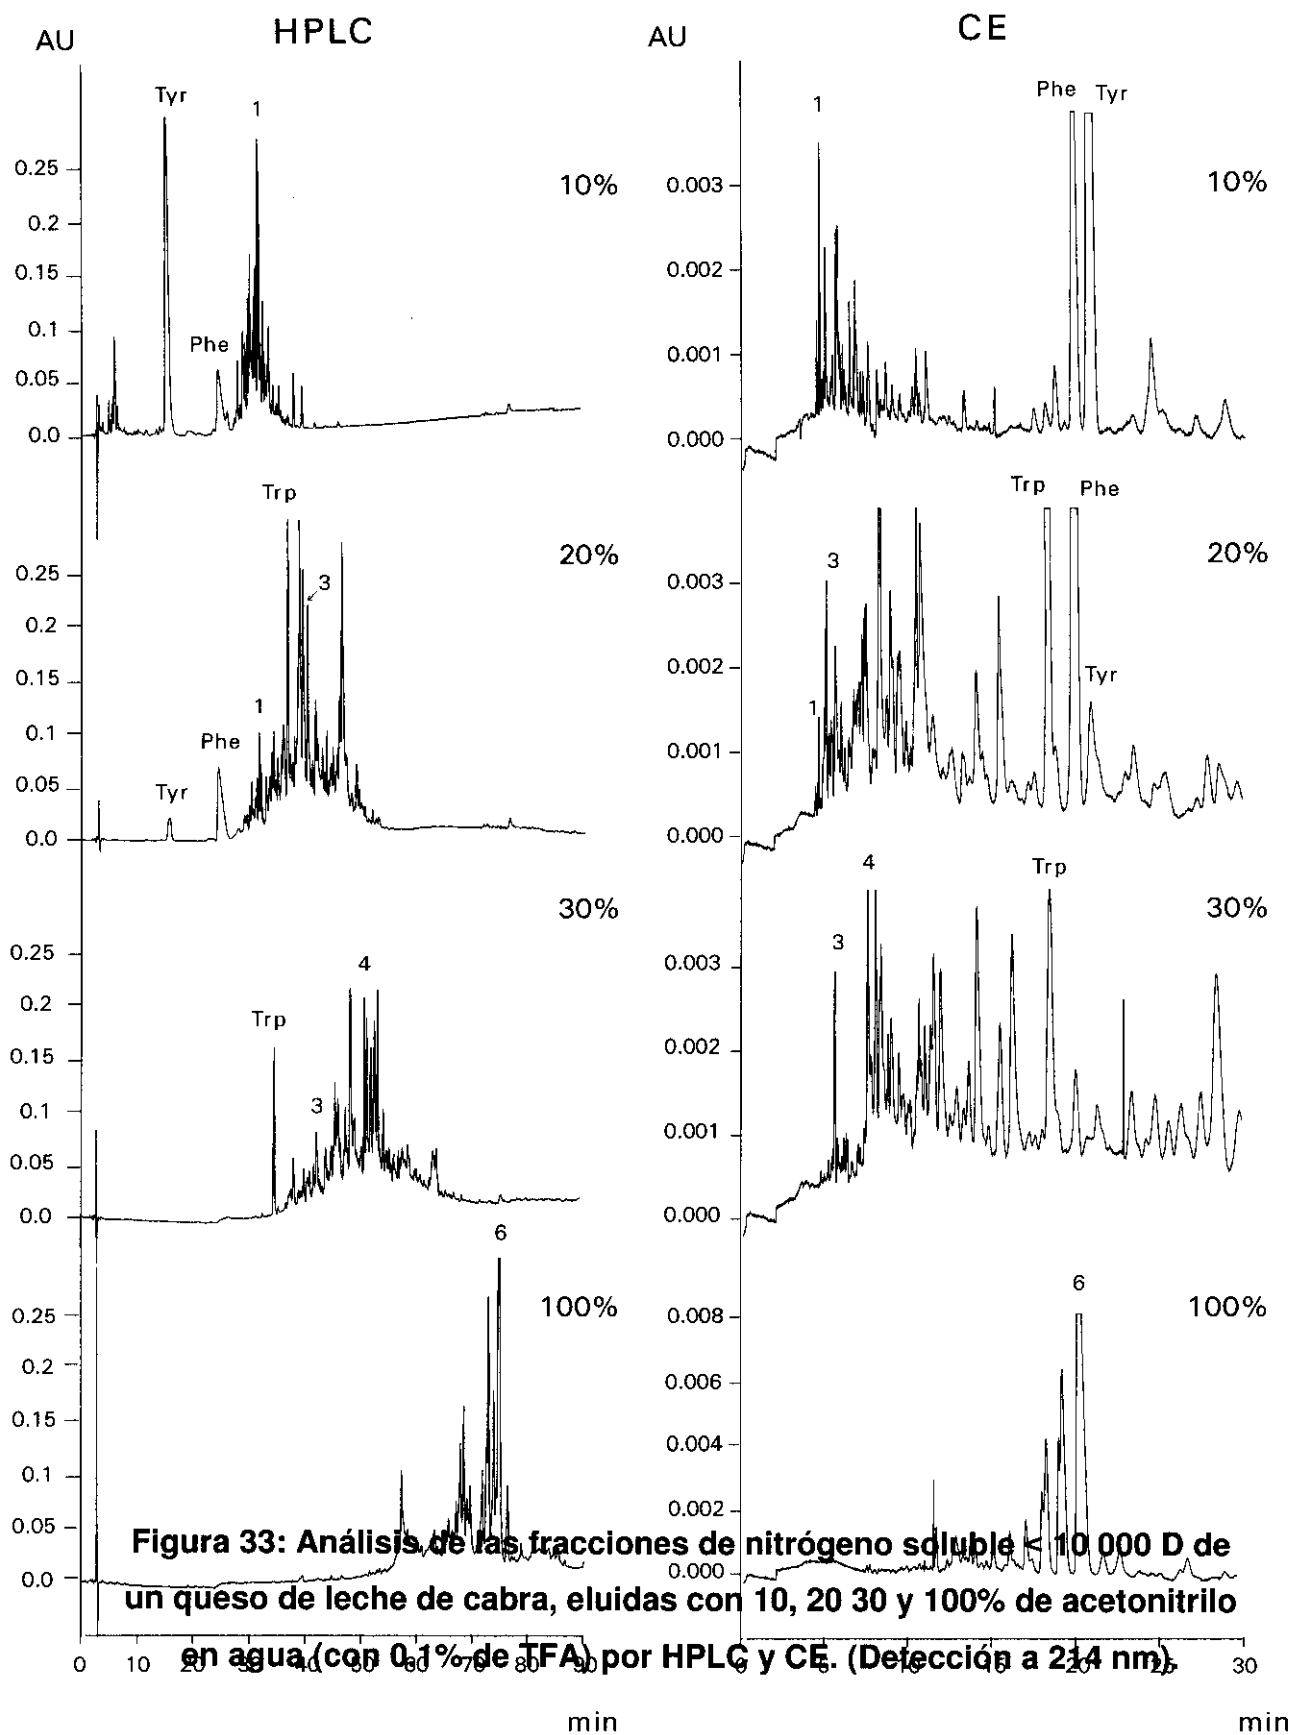 HPLC
AU
Tyr
1
10%
0.25
0.2
0.15
0.1
0.05
0.0
Phe
Trp
20%
0.25
0.2
0.15
0.1
0.05
0.0
3
1
Phe
Tyr
30%
0.25
0.2
0.15
0.1
0.05
0.0
4
Trp
3
6
100%
0.25
0.2
0.15
0.1
0.05
0.0
0 10 40 80 90
min
CE
AU
1
Phe Tyr
10%
0.003
0.002
0.001
0.000
Trp Phe
20%
3
0.003
0.002
0.001
0.000
1
Tyr
4
Trp
30%
3
0.003
0.002
0.001
0.000
6
100%
0.008
0.006
0.004
0.002
0.000
20 25 30
min
Figura 33: Análisis de las fracciones de nitrógeno soluble < 10 000 D de
un queso de leche de cabra, eluidas con 10, 20 30 y 100% de acetonitrilo
en agua (con 0.1% de TFA) por HPLC y CE. (Detección a 214 nm).